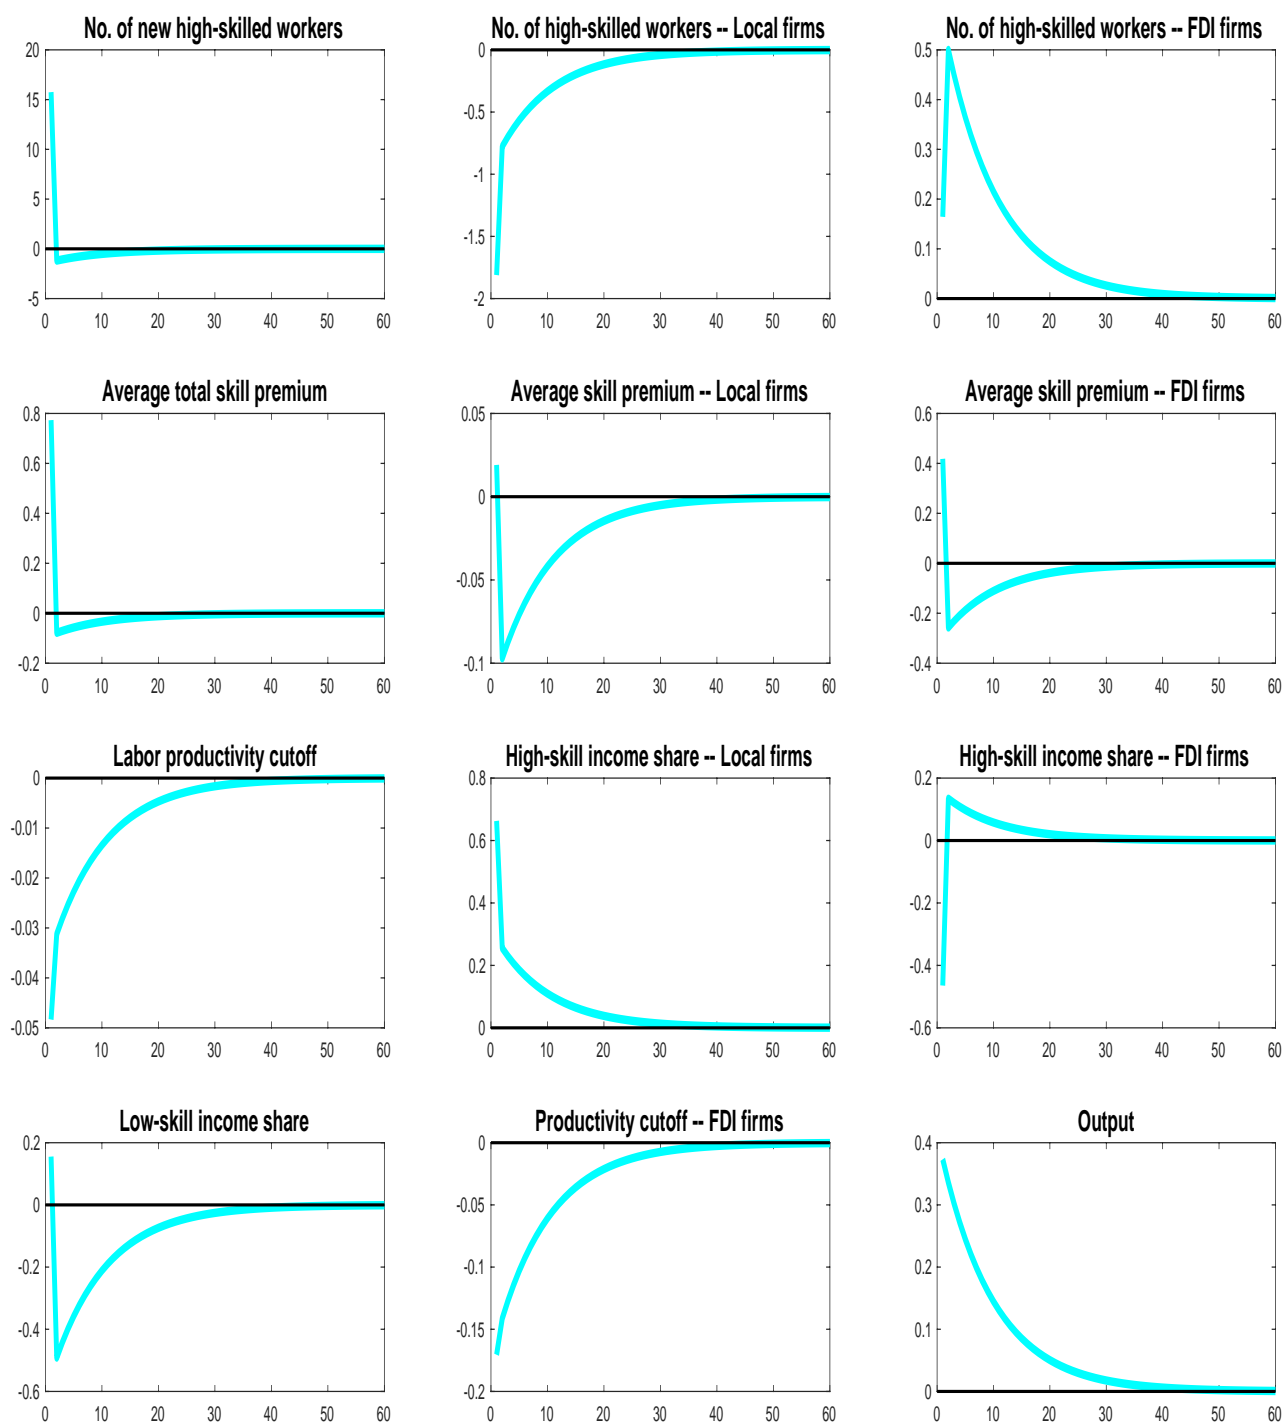 No. of new high-skilled workers
20
15
10
5
0
-5
0 10 20 30 40 50 60
No. of high-skilled workers -- Local firms
0
-0.5
-1
-1.5
-2
0 10 20 30 40 50 60
No. of high-skilled workers -- FDI firms
0.5
0.4
0.3
0.2
0.1
0
0 10 20 30 40 50 60
Average total skill premium
0.8
0.6
0.4
0.2
0
-0.2
0 10 20 30 40 50 60
Average skill premium -- Local firms
0.05
0
-0.05
-0.1
0 10 20 30 40 50 60
Average skill premium -- FDI firms
0.6
0.4
0.2
0
-0.2
-0.4
0 10 20 30 40 50 60
Labor productivity cutoff
0
-0.01
-0.02
-0.03
-0.04
-0.05
0 10 20 30 40 50 60
High-skill income share -- Local firms
0.8
0.6
0.4
0.2
0
0 10 20 30 40 50 60
High-skill income share -- FDI firms
0.2
0
-0.2
-0.4
-0.6
0 10 20 30 40 50 60
Low-skill income share
0.2
0
-0.2
-0.4
-0.6
0 10 20 30 40 50 60
Productivity cutoff -- FDI firms
0
-0.05
-0.1
-0.15
-0.2
0 10 20 30 40 50 60
Output
0.4
0.3
0.2
0.1
0
0 10 20 30 40 50 60